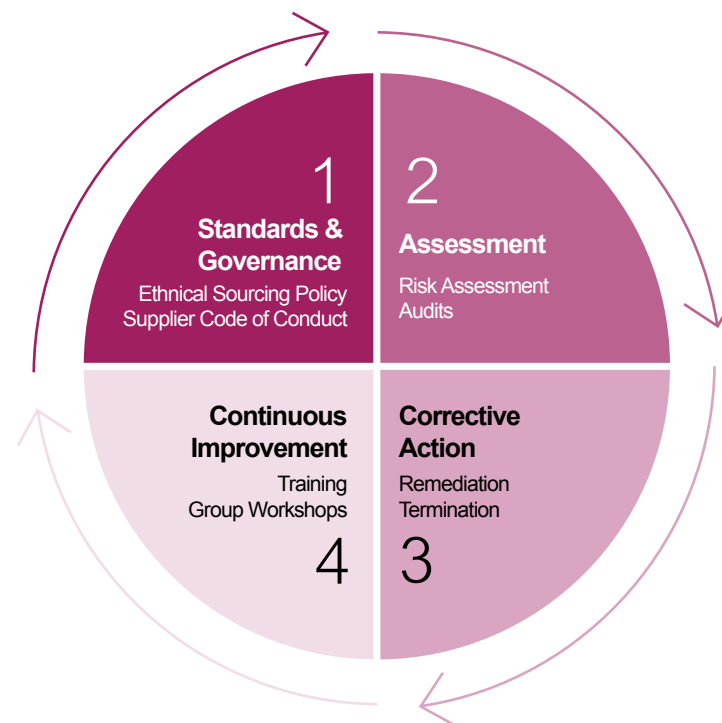 1
Standards &
Governance
Ethnical Sourcing Policy
Supplier Code of Conduct
2
Assessment
Risk Assessment
Audits
Corrective
Action
Remediation
Termination
3
Continuous
Improvement
Training
Group Workshops
4